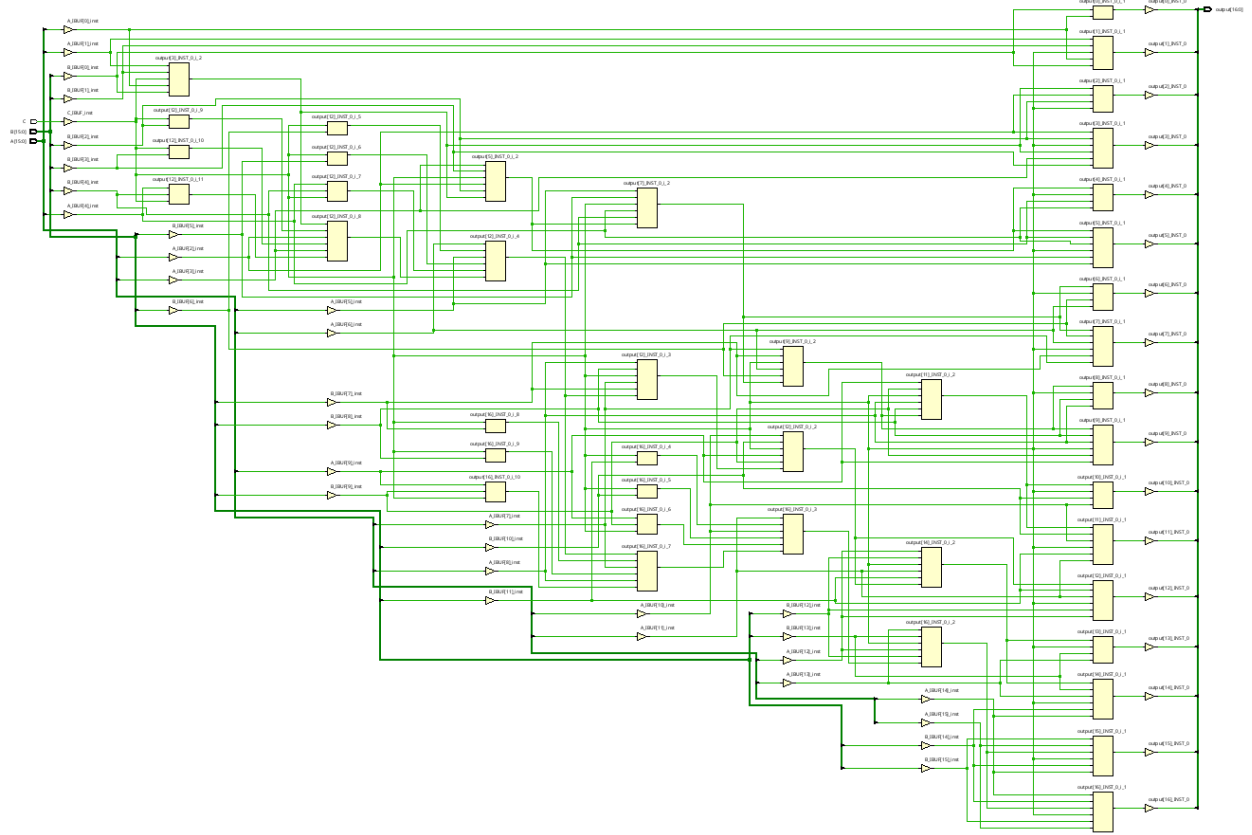 A_IBUF[0]_inst
output[0]_INST_0_i_1
output[0]_INST_0
output[16:0]
A_IBUF[1]_inst
output[1]_INST_0_i_1
output[1]_INST_0
output[3]_INST_0_i_2
B_IBUF[0]_inst
B_IBUF[1]_inst
output[2]_INST_0_i_1
output[2]_INST_0
C_IBUF_inst
output[12]_INST_0_i_9
output[12]_INST_0_i_5
C
B[15:0]
A[15:0]
output[3]_INST_0_i_1
output[3]_INST_0
B_IBUF[2]_inst
output[12]_INST_0_i_10
output[12]_INST_0_i_6
B_IBUF[3]_inst
output[5]_INST_0_i_2
B_IBUF[4]_inst
output[12]_INST_0_i_11
output[12]_INST_0_i_7
output[7]_INST_0_i_2
output[4]_INST_0_i_1
output[4]_INST_0
A_IBUF[4]_inst
output[12]_INST_0_i_8
B_IBUF[5]_inst
output[12]_INST_0_i_4
output[5]_INST_0_i_1
output[5]_INST_0
A_IBUF[2]_inst
A_IBUF[3]_inst
output[6]_INST_0_i_1
output[6]_INST_0
B_IBUF[6]_inst
A_IBUF[5]_inst
A_IBUF[6]_inst
output[7]_INST_0_i_1
output[7]_INST_0
output[9]_INST_0_i_2
output[12]_INST_0_i_3
output[11]_INST_0_i_2
output[8]_INST_0_i_1
output[8]_INST_0
B_IBUF[7]_inst
B_IBUF[8]_inst
output[16]_INST_0_i_8
output[12]_INST_0_i_2
output[9]_INST_0_i_1
output[9]_INST_0
output[16]_INST_0_i_9
output[16]_INST_0_i_4
A_IBUF[9]_inst
output[16]_INST_0_i_10
output[16]_INST_0_i_5
output[10]_INST_0_i_1
output[10]_INST_0
B_IBUF[9]_inst
A_IBUF[7]_inst
output[16]_INST_0_i_6
output[16]_INST_0_i_3
output[11]_INST_0_i_1
output[11]_INST_0
B_IBUF[10]_inst
output[16]_INST_0_i_7
output[14]_INST_0_i_2
A_IBUF[8]_inst
output[12]_INST_0_i_1
output[12]_INST_0
B_IBUF[11]_inst
A_IBUF[10]_inst
B_IBUF[12]_inst
A_IBUF[11]_inst
B_IBUF[13]_inst
output[16]_INST_0_i_2
output[13]_INST_0_i_1
output[13]_INST_0
A_IBUF[12]_inst
A_IBUF[13]_inst
output[14]_INST_0_i_1
output[14]_INST_0
A_IBUF[14]_inst
A_IBUF[15]_inst
B_IBUF[14]_inst
output[15]_INST_0_i_1
output[15]_INST_0
B_IBUF[15]_inst
output[16]_INST_0_i_1
output[16]_INST_0